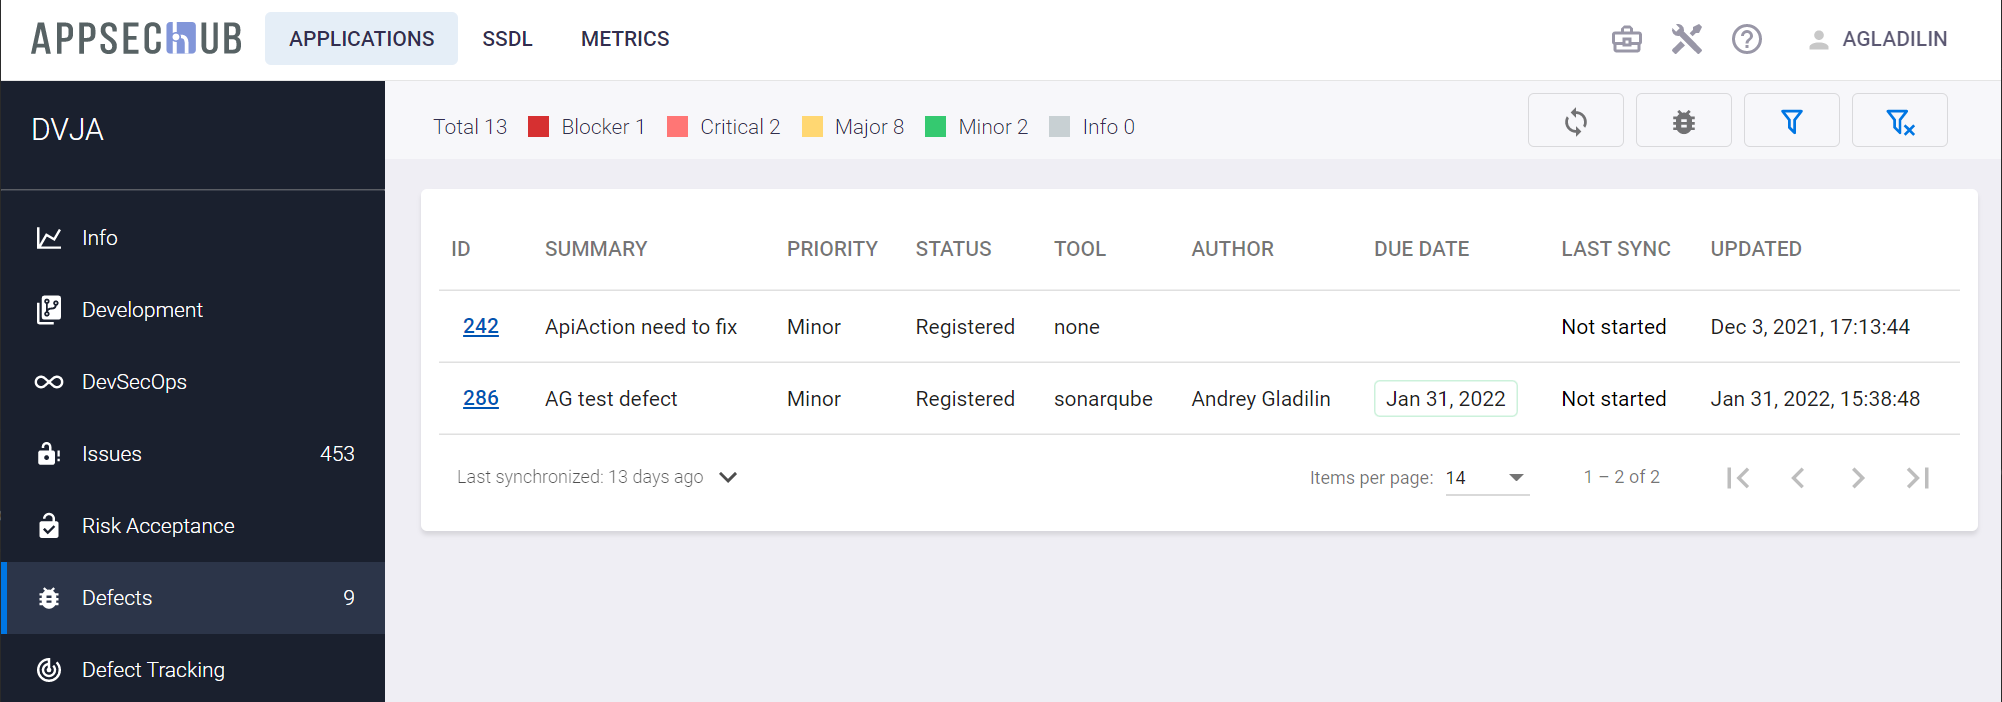 APPSECHUB APPLICATIONS SSDL METRICS AGLADILIN
DVJA
Info
Development
DevSecOps
Issues 453
Risk Acceptance
Defects 9
Defect Tracking
Total 13 Blocker 1 Critical 2 Major 8 Minor 2 Info 0
ID SUMMARY PRIORITY STATUS TOOL AUTHOR DUE DATE LAST SYNC UPDATED
242 ApiAction need to fix Minor Registered none Not started Dec 3, 2021, 17:13:44
286 AG test defect Minor Registered sonarqube Andrey Gladilin Jan 31, 2022 Not started Jan 31, 2022, 15:38:48
Last synchronized: 13 days ago Items per page: 14 1 – 2 of 2